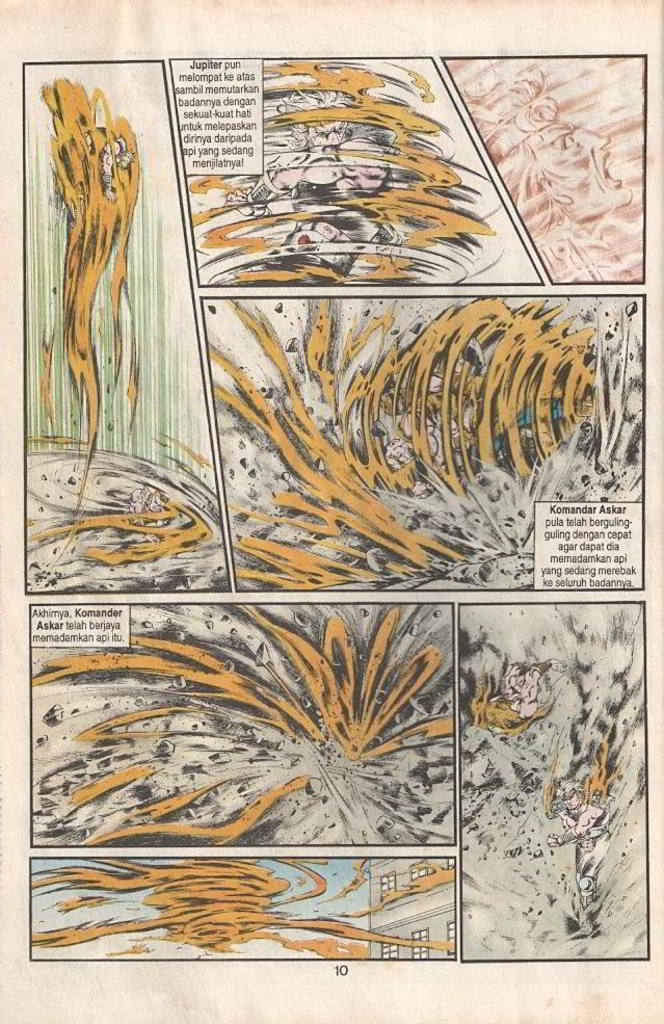 Jupiter pun
melompat ke atas
sambil memutarkan
badannya dengan
sekuat-kuat hati
untuk melepaskan
dirinya daripada
api yang sedang
menjilatnya!
Komandar Askar
pula telah berguling-
guling dengan cepat
agar dapat dia
memadamkan api
yang sedang merebak
ke seluruh badannya.
Akhirnya, Komander
Askar telah berjaya
memadamkan api itu.
10